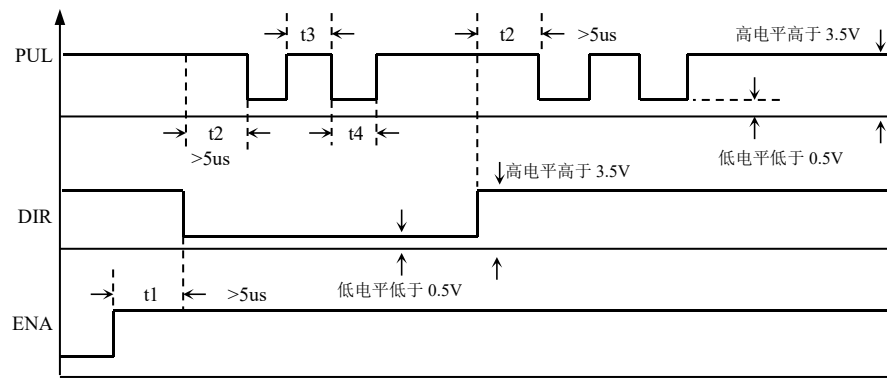 t3
t2
>5us
高电平高于 3.5V
PUL
t2
t4
>5us
低电平低于 0.5V
高电平高于 3.5V
DIR
t1
>5us
低电平低于 0.5V
ENA